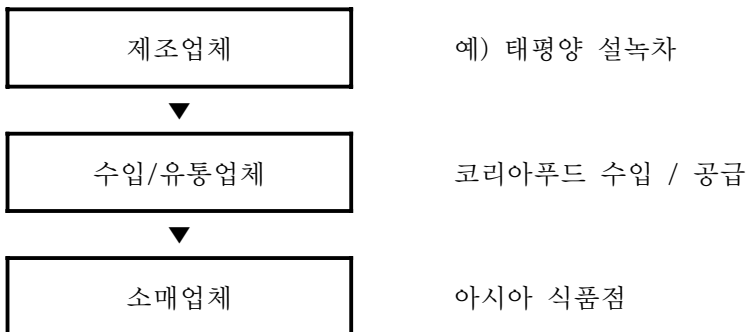 제조업체 예) 태평양 설녹차
▼
수입/유통업체 코리아푸드 수입 / 공급
▼
소매업체 아시아 식품점